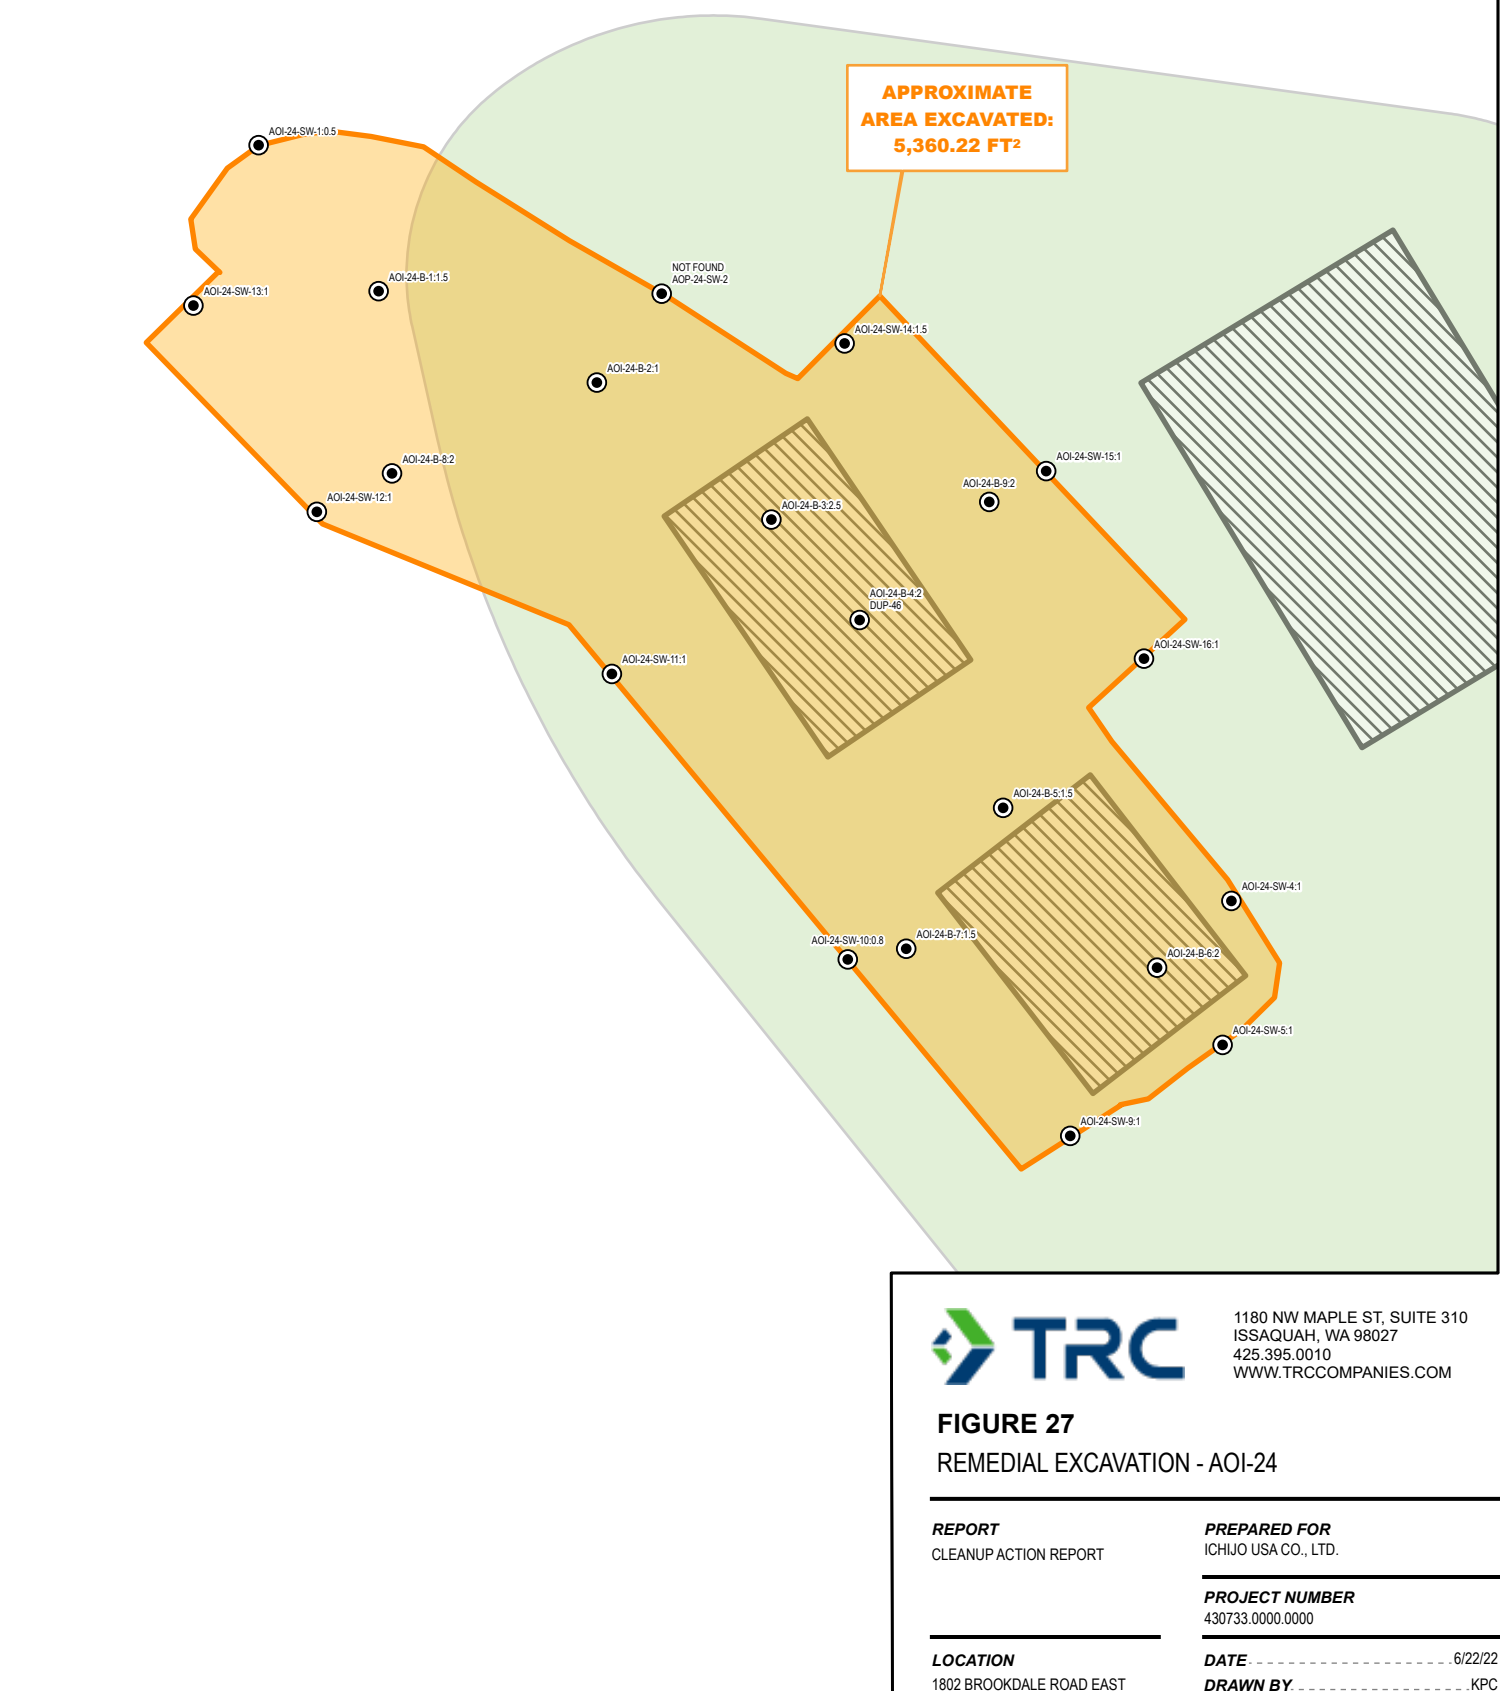 APPROXIMATE
AREA EXCAVATED:
5,360.22 FT²
AOI-24-SW-1:0.5
NOT FOUND
AOP-24-SW-2
AOI-24-B-1:1.5
AOI-24-SW-13:1
AOI-24-SW-14:1.5
AOI-24-B-2:1
AOI-24-B-8:2
AOI-24-SW-15:1
AOI-24-B-9:2
AOI-24-SW-12:1
AOI-24-B-3:2.5
AOI-24-B-4:2
DUP-46
AOI-24-SW-16:1
AOI-24-SW-11:1
AOI-24-B-5:1.5
AOI-24-SW-4:1
AOI-24-B-7:1.5
AOI-24-SW-10:0.8
AOI-24-B-6:2
AOI-24-SW-5:1
AOI-24-SW-9:1
TRC
1180 NW MAPLE ST, SUITE 310
ISSAQUAH, WA 98027
425.395.0010
WWW.TRCCOMPANIES.COM
FIGURE 27
REMEDIAL EXCAVATION - AOI-24
REPORT
CLEANUP ACTION REPORT
PREPARED FOR
ICHIJO USA CO., LTD.
PROJECT NUMBER
430733.0000.0000
LOCATION
1802 BROOKDALE ROAD EAST
DATE 6/22/22
DRAWN BY KPC